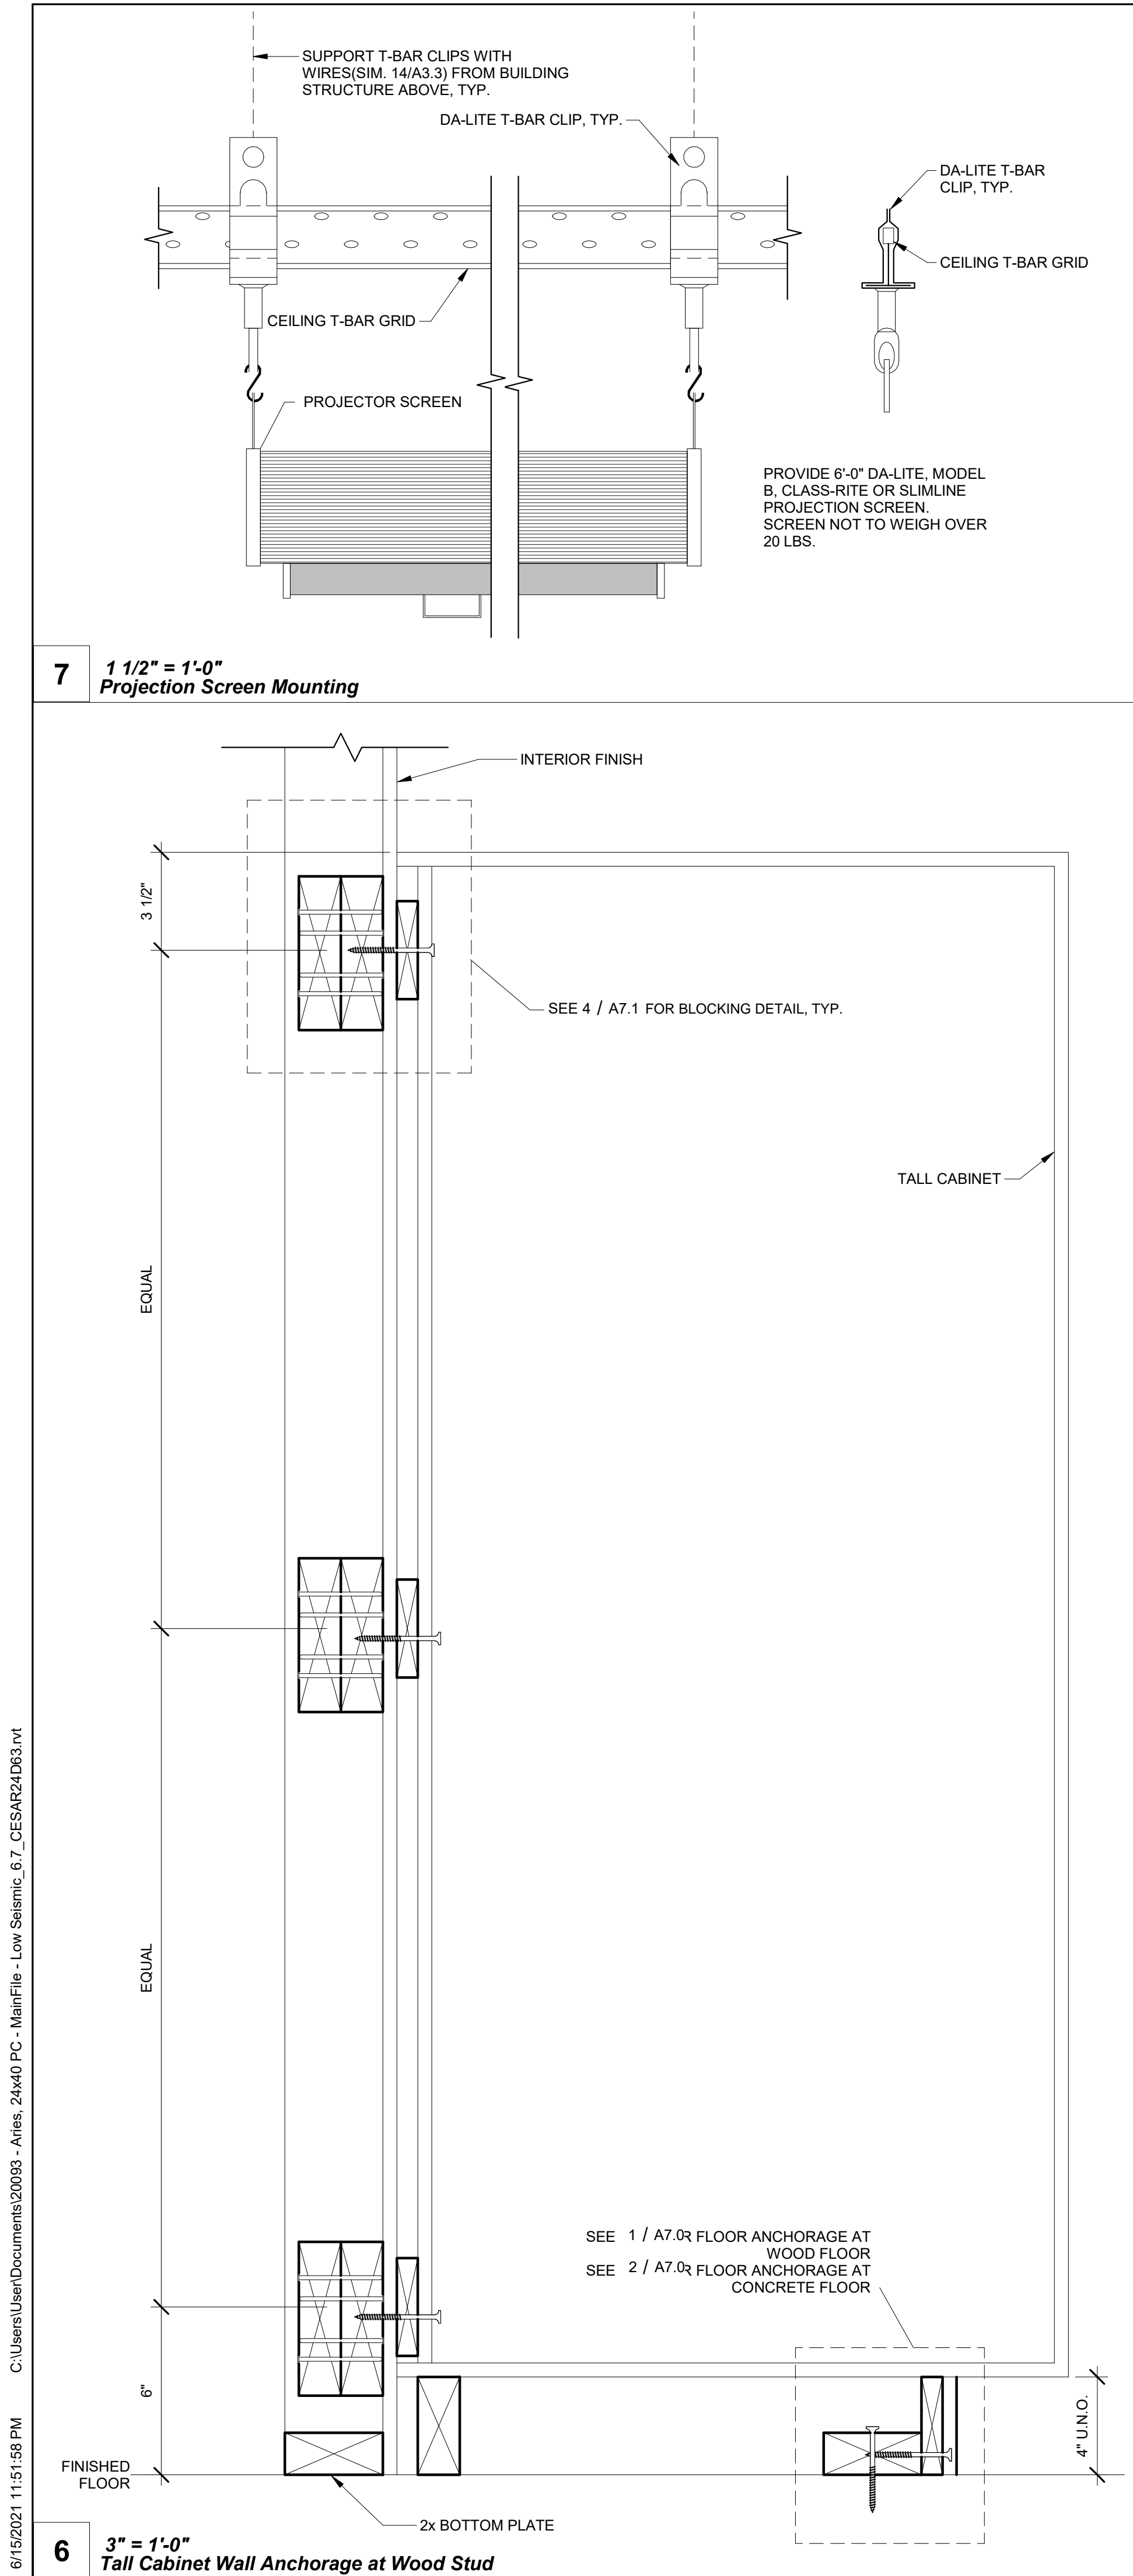 SUPPORT T-BAR CLIPS WITH
WIRES(SIM. 14/A3.3) FROM BUILDING
STRUCTURE ABOVE, TYP.
DA-LITE T-BAR CLIP, TYP.
DA-LITE T-BAR
CLIP, TYP.
CEILING T-BAR GRID
CEILING T-BAR GRID
PROJECTOR SCREEN
PROVIDE 6'-0" DA-LITE, MODEL
B, CLASS-RITE OR SLIMLINE
PROJECTION SCREEN.
SCREEN NOT TO WEIGH OVER
20 LBS.
7
1 1/2" = 1'-0"
Projection Screen Mounting
INTERIOR FINISH
3 1/2"
SEE 4 / A7.1 FOR BLOCKING DETAIL, TYP.
TALL CABINET
EQUAL
EQUAL
SEE 1 / A7.0R FLOOR ANCHORAGE AT
WOOD FLOOR
SEE 2 / A7.0R FLOOR ANCHORAGE AT
CONCRETE FLOOR
6"
4" U.N.O.
FINISHED
FLOOR
2x BOTTOM PLATE
6
3" = 1'-0"
Tall Cabinet Wall Anchorage at Wood Stud
6/15/2021 11:51:58 PM C:\Users\User\Documents\20093 - Aries, 24x40 PC - MainFile - Low Seismic_6.7_CESAR24D63.rvt